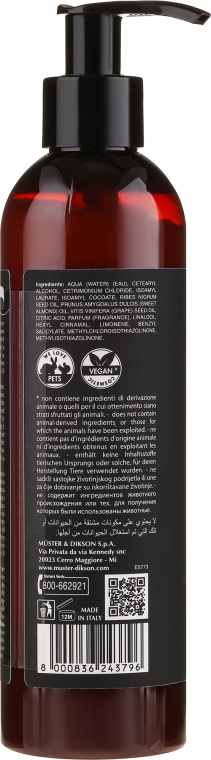 Ingredients: AQUA (WATER) (EAU), CETEARYL
ALCOHOL, CETRIMONIUM CHLORIDE, ISOAMYL
LAURATE, ISOAMYL COCOATE, RIBES NIGRUM
SEED OIL, PRUNUS AMYGDALUS DULCIS (SWEET
ALMOND) OIL, VITIS VINIFERA (GRAPE) SEED
OIL, CITRIC ACID, PARFUM (FRAGRANCE), LINALOOL,
HEXYL CINNAMAL, LIMONENE, BENZYL
SALICYLATE, METHYLCHLOROISOTHIAZOLINONE,
METHYLISOTHIAZOLINONE.
WE LOVE
PETS
VEGAN*
COSMETIC
* non contiene ingredienti di derivazione
animale o quelli per il cui ottenimento siano
stati sfruttati gli animali - does not contain
animal-derived ingredients, or those for
which the animals have been exploited. - ne
contient pas d'ingrédients d'origine animale
ni d'ingrédients obtenus en exploitant les
animaux. - enthält keine Inhaltsstoffe
tierischen Ursprungs oder solche, für deren
Herstellung Tiere verwendet wurden. - ne
sadrži sastojke životinjskog podrijetla ili one
za čije dobivanje su iskorištavane životinje. -
не содержит ингредиентов животного
происхождения или тех, для получения
которых были использованы животные.
لا يحتوي على مكونات مشتقة من الحيوانات أو
تلك التي تم استغلال الحيوانات من أجلها.
MÜSTER & DIKSON S.p.A.
Via Privata da via Kennedy snc
20023 Cerro Maggiore - Mi
www.muster-dikson.com
ES773
Numero Verde
800-662921
12M
MADE
IN ITALY
8 000836 243796